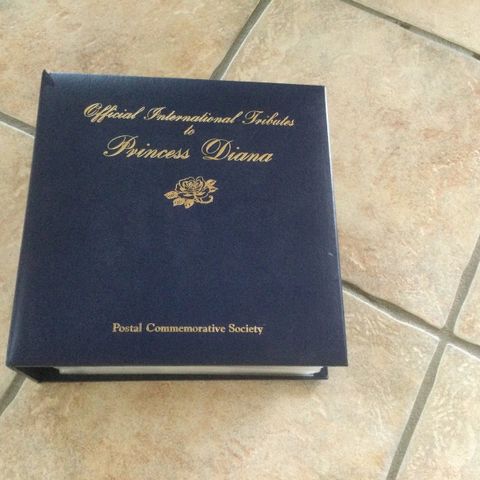 Official International Tributes
to
Princess Diana
Postal Commemorative Society